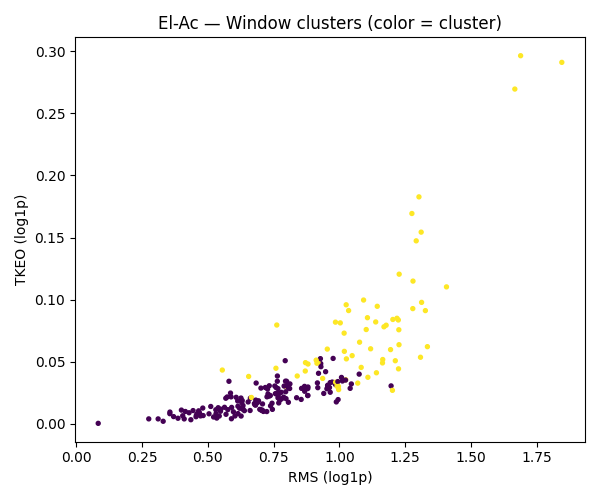 El-Ac — Window clusters (color = cluster)
TKEO (log1p)
0.30
0.25
0.20
0.15
0.10
0.05
0.00
0.00 0.25 0.50 0.75 1.00 1.25 1.50 1.75
RMS (log1p)